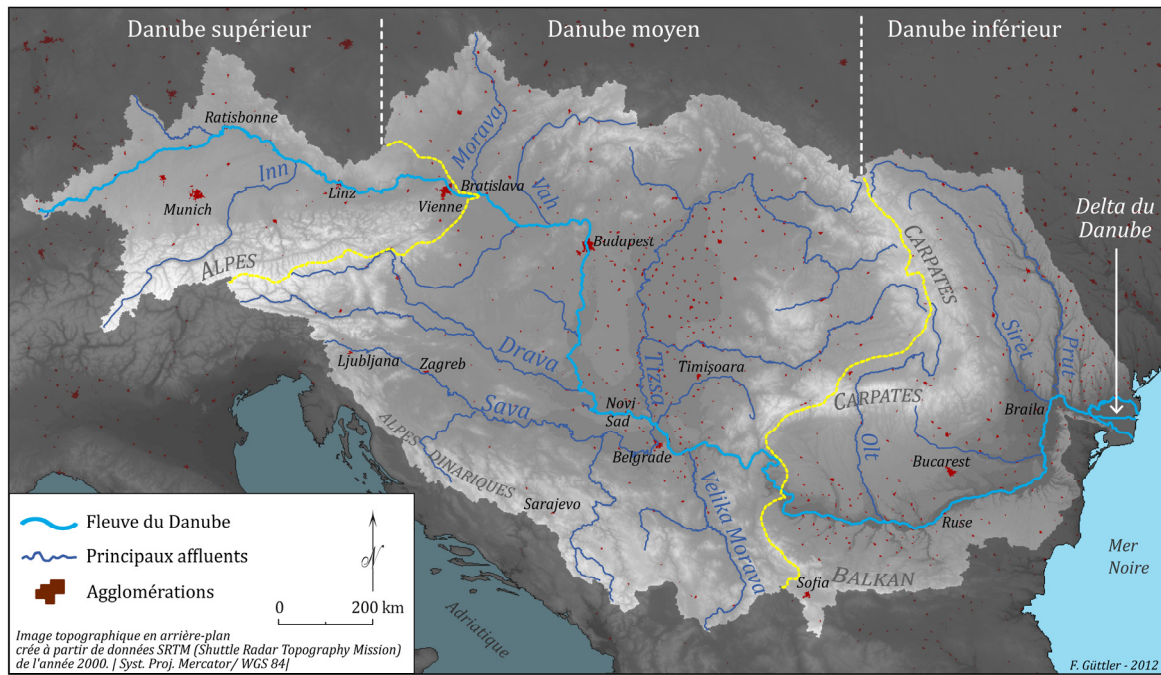 Danube supérieur
Danube moyen
Danube inférieur
Ratisbonne
Inn
Munich
Linz
Vienne
Morava
Bratislava
Vah
Budapest
ALPES
Delta du
Danube
CARPATES
Siret
Prut
Ljubljana
Zagreb
Drava
Tizsa
Timişoara
CARPATES
Braila
Sava
Novi
Sad
Belgrade
Olt
Bucarest
ALPES
DINARIQUES
Sarajevo
Velika Morava
Ruse
Sofia
BALKAN
Mer
Noire
Adriatique
Fleuve du Danube
Principaux affluents
Agglomérations
N
0 200 km
Image topographique en arrière-plan
crée à partir de données SRTM (Shuttle Radar Topography Mission)
de l'année 2000. | Syst. Proj. Mercator/ WGS 84|
F. Güttler - 2012